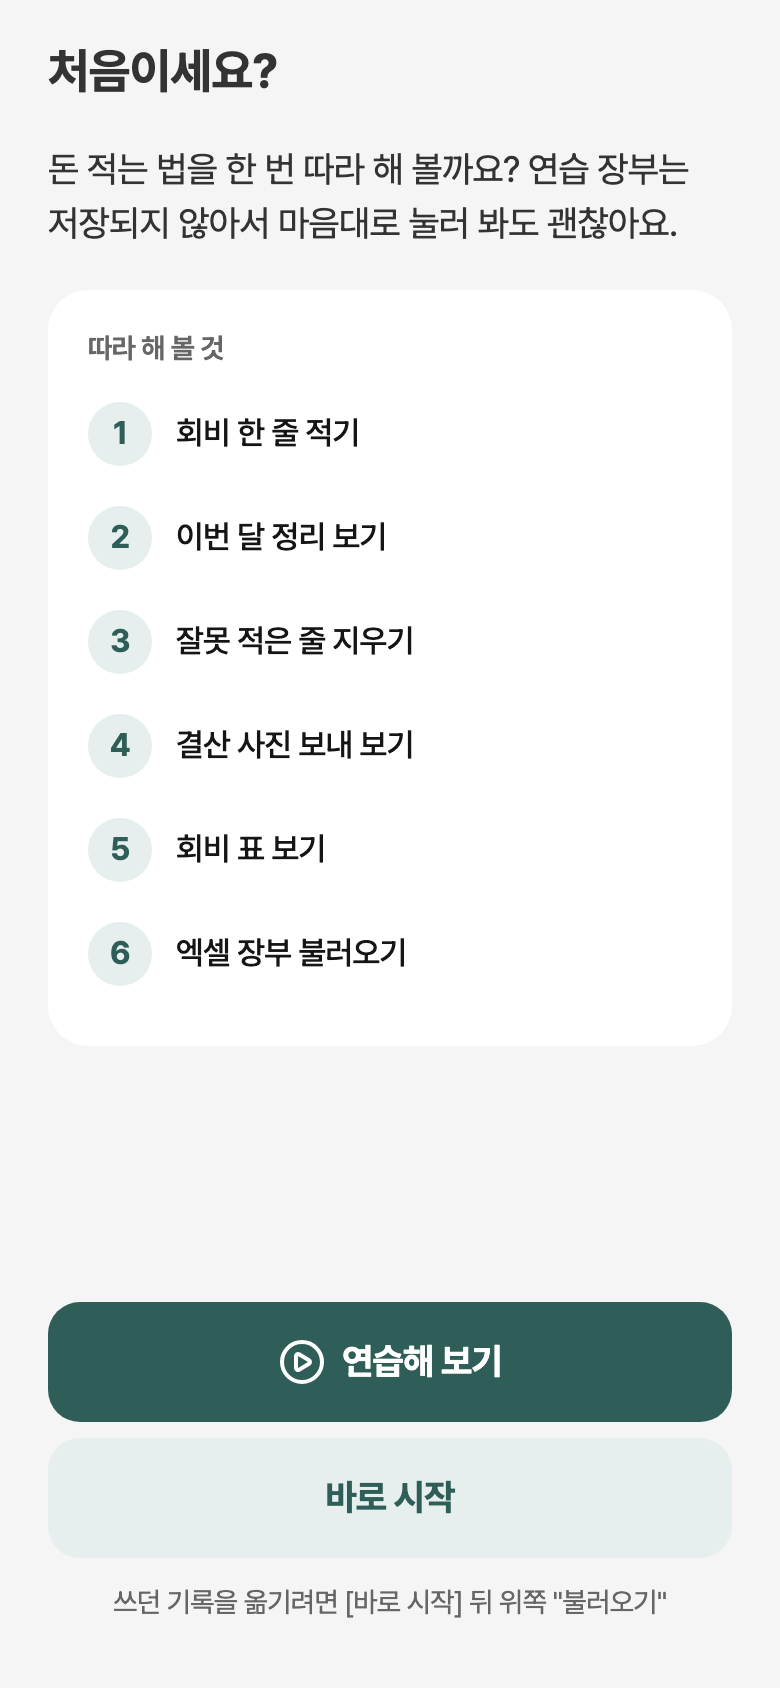 처음이세요?
돈 적는 법을 한 번 따라 해 볼까요? 연습 장부는
저장되지 않아서 마음대로 눌러 봐도 괜찮아요.
따라 해 볼 것
1 회비 한 줄 적기
2 이번 달 정리 보기
3 잘못 적은 줄 지우기
4 결산 사진 보내 보기
5 회비 표 보기
6 엑셀 장부 불러오기
연습해 보기
바로 시작
쓰던 기록을 옮기려면 [바로 시작] 뒤 위쪽 "불러오기"